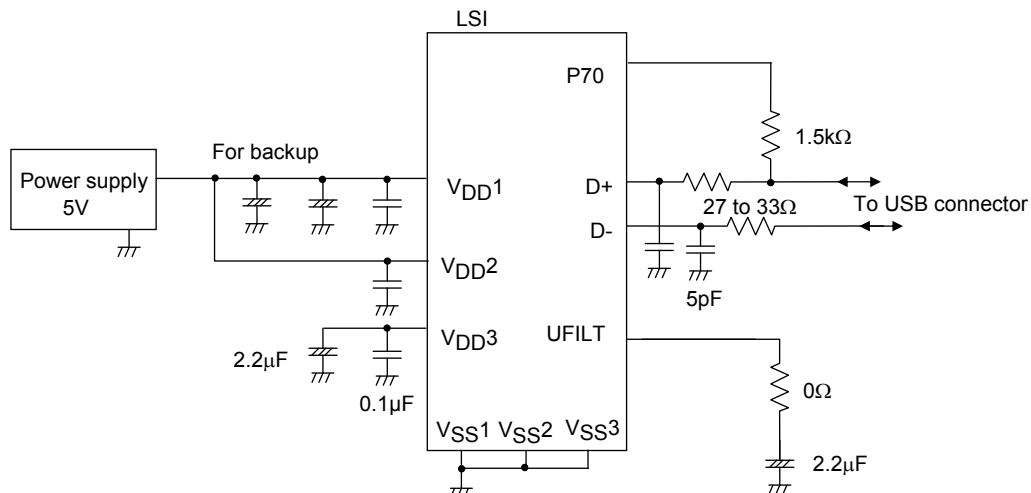 LSI
P70
1.5kΩ
For backup
Power supply
5V
VDD1
D+
27 to 33Ω
To USB connector
D-
VDD2
5pF
VDD3
UFILT
2.2μF
0.1µF
0Ω
VSS1
VSS2
VSS3
2.2μF